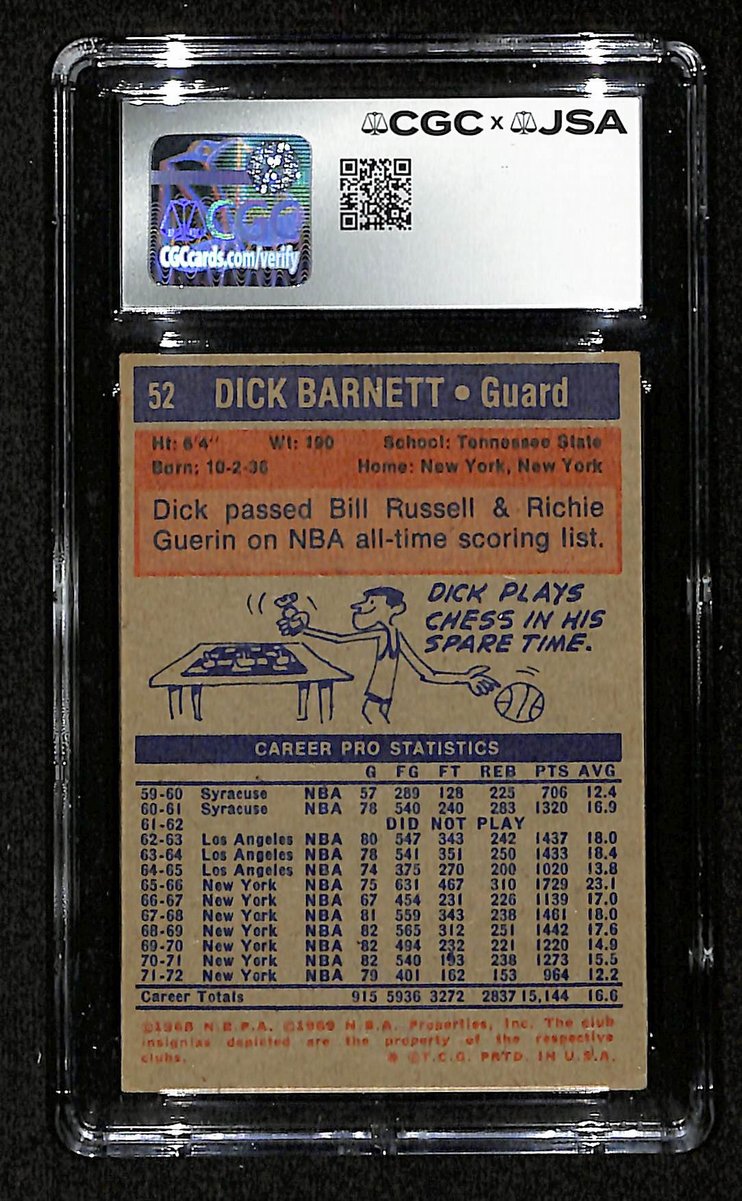 CGC x JSA
CGC
CGCcards.com/verify
52 DICK BARNETT • Guard
Ht: 6'4" Wt: 190 School: Tennessee State
Born: 10-2-36 Home: New York, New York
Dick passed Bill Russell & Richie
Guerin on NBA all-time scoring list.
DICK PLAYS
CHESS IN HIS
SPARE TIME.
CAREER PRO STATISTICS
G FG FT REB PTS AVG
59-60 Syracuse NBA 57 289 128 225 706 12.4
60-61 Syracuse NBA 78 540 240 283 1320 16.9
61-62 DID NOT PLAY
62-63 Los Angeles NBA 80 547 343 242 1437 18.0
63-64 Los Angeles NBA 78 541 351 250 1433 18.4
64-65 Los Angeles NBA 74 375 270 200 1020 13.8
65-66 New York NBA 75 631 467 310 1729 23.1
66-67 New York NBA 67 454 231 226 1139 17.0
67-68 New York NBA 81 559 343 238 1461 18.0
68-69 New York NBA 82 565 312 251 1442 17.6
69-70 New York NBA 82 494 232 221 1220 14.9
70-71 New York NBA 82 540 193 238 1273 15.5
71-72 New York NBA 79 401 162 153 964 12.2
Career Totals 915 5936 3272 2837 15,144 16.6
©1968 N.B.P.A. ©1969 N.B.A. Properties, Inc. The club
insignias depicted are the property of the respective
clubs. ® ©T.C.G. PRTD. IN U.S.A.